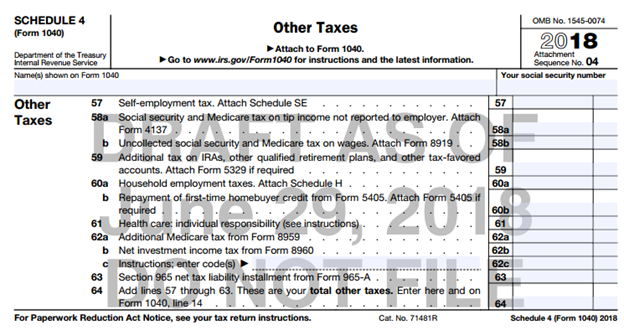 SCHEDULE 4
(Form 1040)
Department of the Treasury
Internal Revenue Service
Other Taxes
▶Attach to Form 1040.
▶Go to www.irs.gov/Form1040 for instructions and the latest information.
OMB No. 1545-0074
2018
Attachment
Sequence No. 04
Name(s) shown on Form 1040
Your social security number
Other
Taxes
57 Self-employment tax. Attach Schedule SE . . . . . . . . . . . . 57
58a Social security and Medicare tax on tip income not reported to employer. Attach
Form 4137 . . . . . . . . . . . . 58a
b Uncollected social security and Medicare tax on wages. Attach Form 8919 . 58b
59 Additional tax on IRAs, other qualified retirement plans, and other tax-favored
accounts. Attach Form 5329 if required . . . . . . . . . . . . 59
60a Household employment taxes. Attach Schedule H . . . . . . . . . . 60a
b Repayment of first-time homebuyer credit from Form 5405. Attach Form 5405 if
required . . . . . . . . . . . . 60b
61 Health care: individual responsibility (see instructions) . . . . . . . . 61
62a Additional Medicare tax from Form 8959 . . . . . . . . . . . . 62a
b Net investment income tax from Form 8960 . . . . . . . . . . . 62b
c Instructions; enter code(s) ▶ 62c
63 Section 965 net tax liability installment from Form 965-A . . . . . . . 63
64 Add lines 57 through 63. These are your total other taxes. Enter here and on
Form 1040, line 14 . . . . . . . . . . . . 64
DRAFT AS OF
June 29, 2018
DO NOT FILE
For Paperwork Reduction Act Notice, see your tax return instructions. Cat. No. 71481R Schedule 4 (Form 1040) 2018